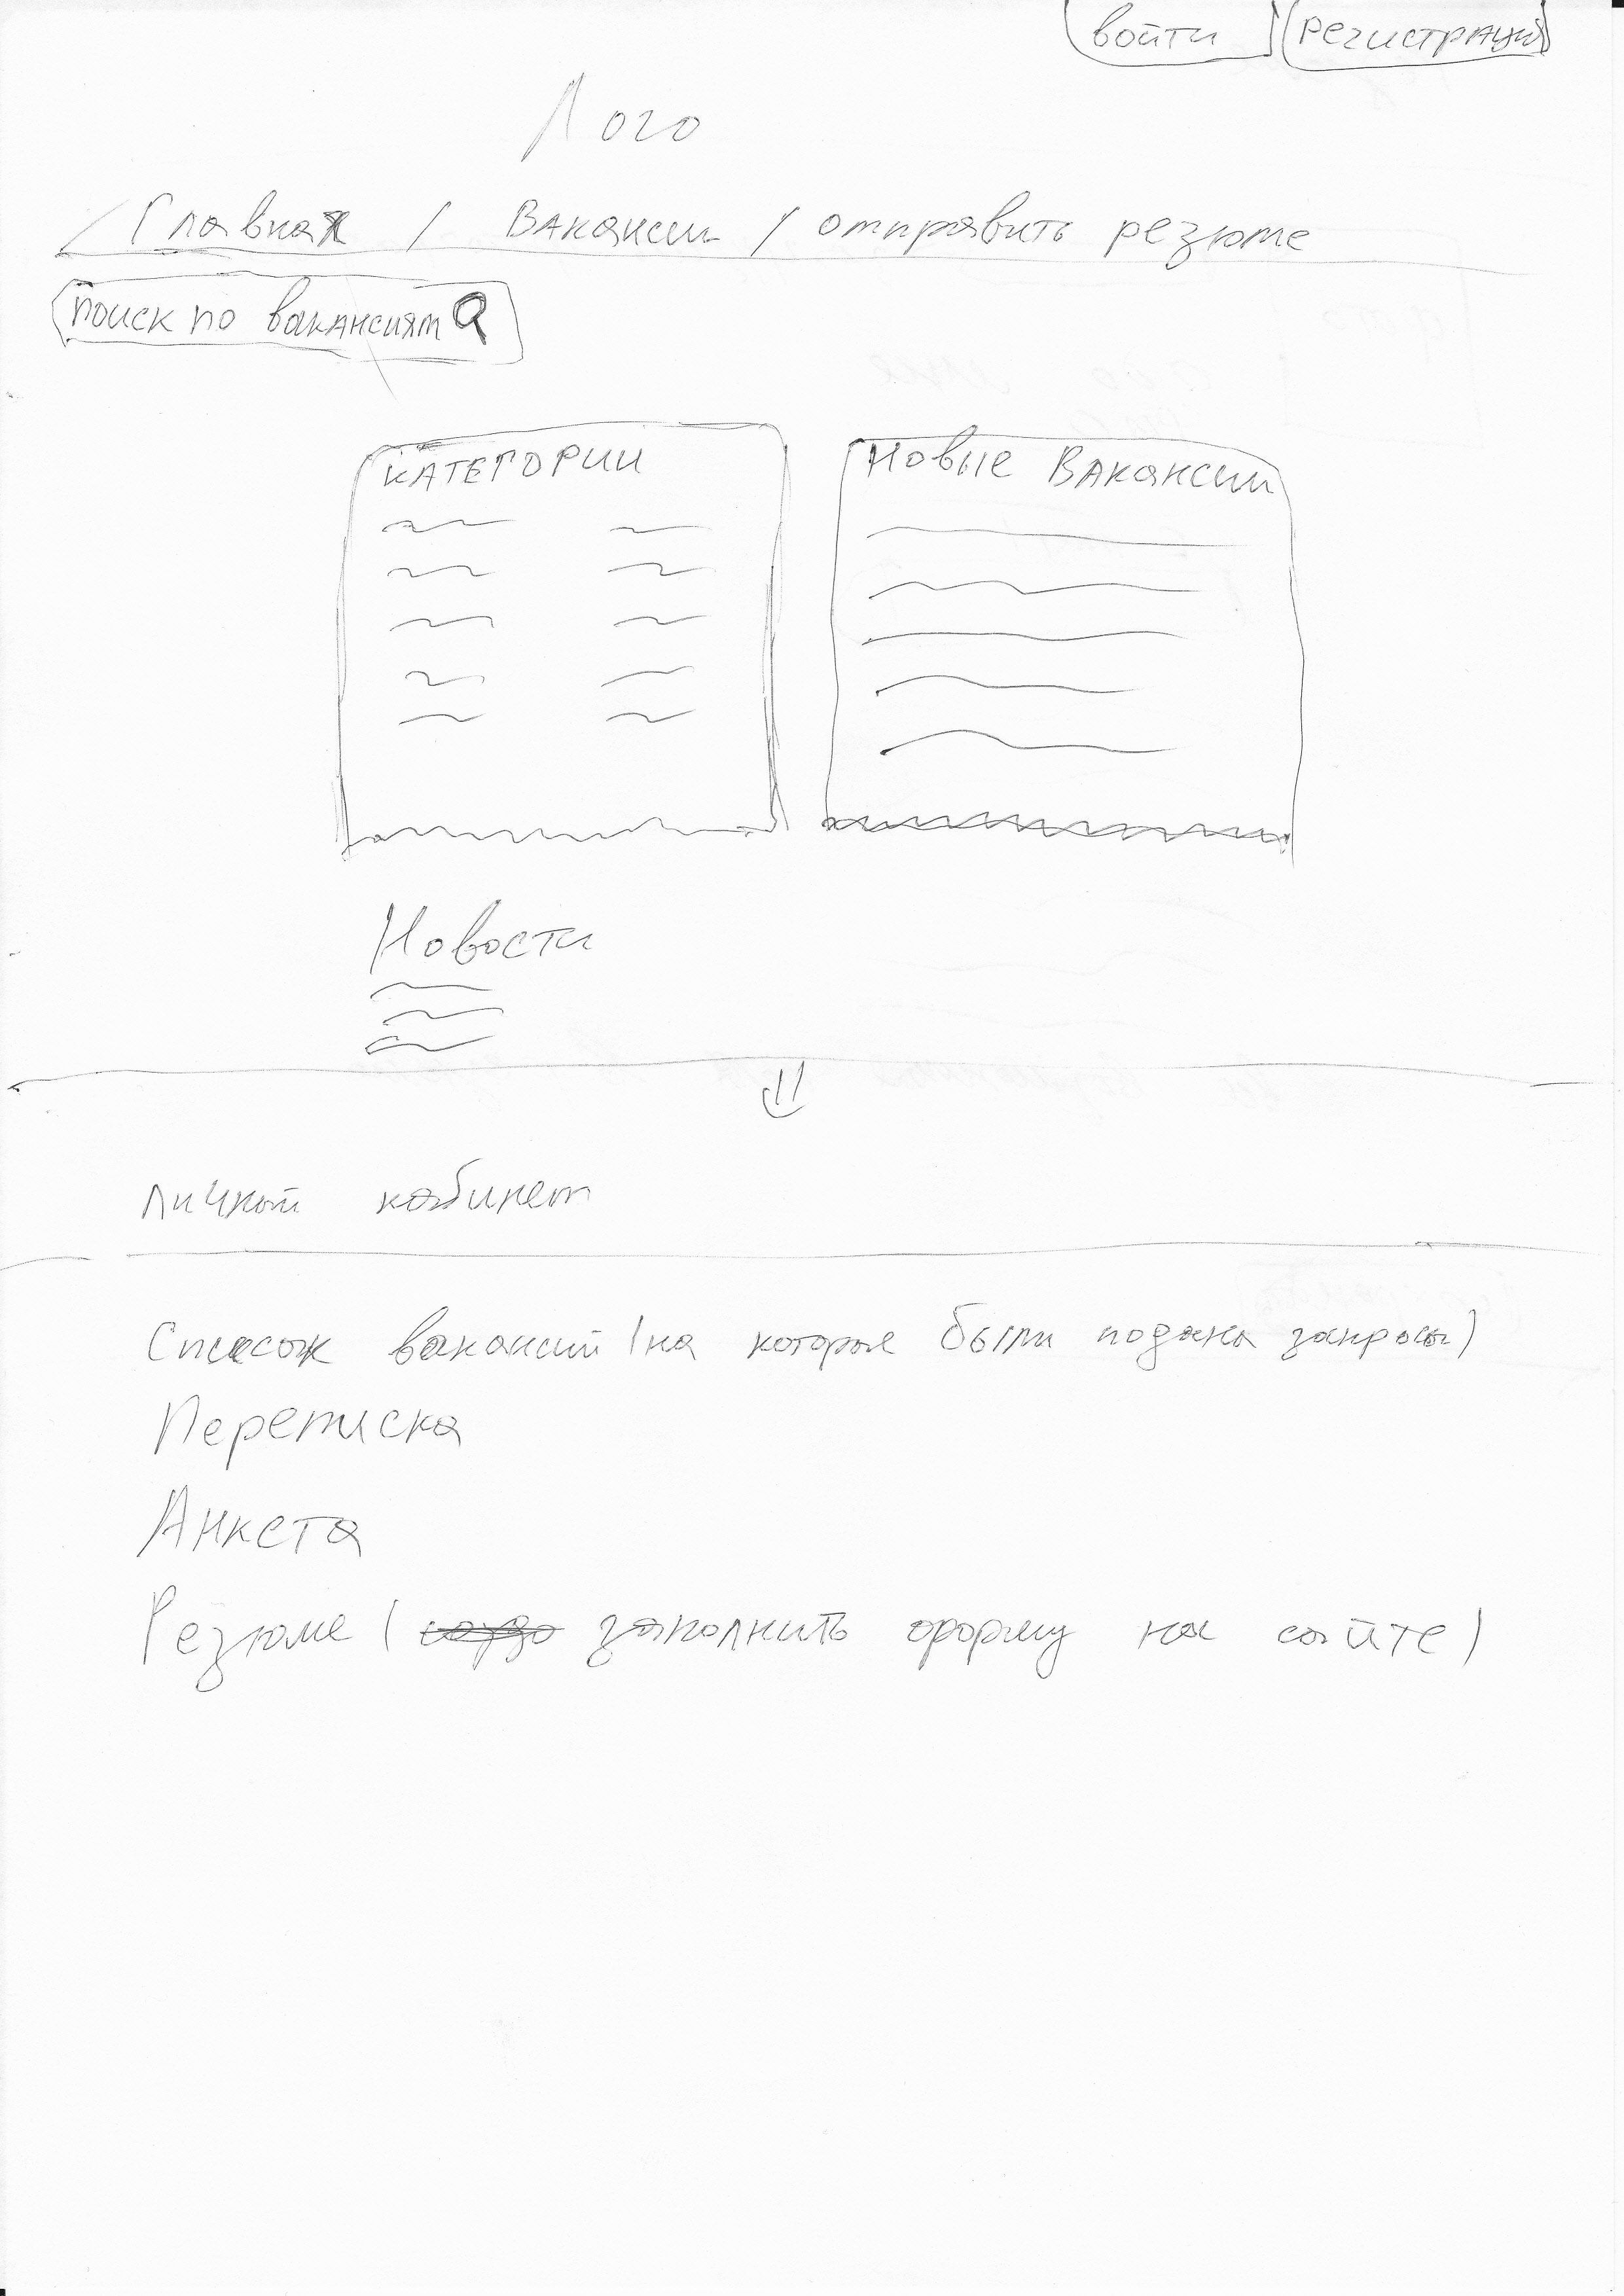 войти регистрация
Лого
Главная / Вакансии / отправить резюме
поиск по вакансиям
КАТЕГОРИИ
Новые Вакансии
Новости
личный кабинет
Список вакансий (на которые были поданы запросы)
Переписка
Анкета
Резюме ( заполнить форму на сайте)